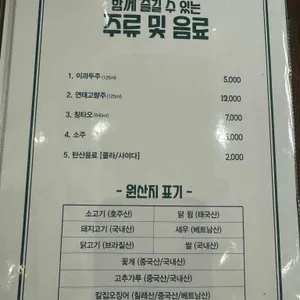 함께 즐길 수 있는
주류 및 음료
1. 이과두주(125ml) 5,000
2. 연태고량주(125ml) 12,000
3. 칭타오(640ml) 7,000
4. 소주 5,000
5. 탄산음료 [콜라/사이다] 2,000
- 원산지 표기 -
소고기 (호주산) 닭 윙 (태국산)
돼지고기 (국내산) 새우 (베트남산)
닭고기 (브라질산) 쌀 (국내산)
꽃게 (중국산/국내산)
고추가루 (중국산/국내산)
갑집오징어 (칠레산/중국산/베트남산)